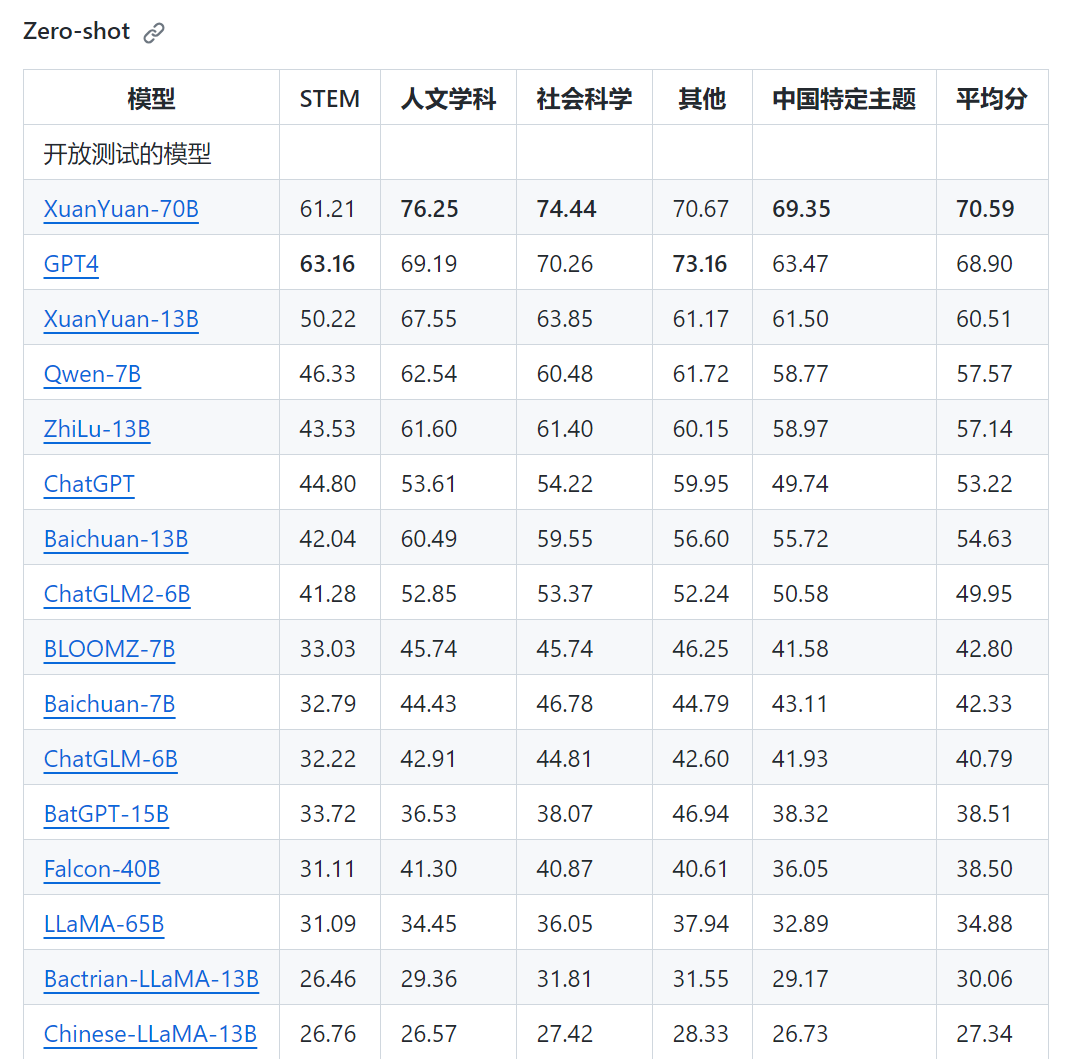 Zero-shot
模型 STEM 人文学科 社会科学 其他 中国特定主题 平均分
开放测试的模型
XuanYuan-70B 61.21 76.25 74.44 70.67 69.35 70.59
GPT4 63.16 69.19 70.26 73.16 63.47 68.90
XuanYuan-13B 50.22 67.55 63.85 61.17 61.50 60.51
Qwen-7B 46.33 62.54 60.48 61.72 58.77 57.57
ZhiLu-13B 43.53 61.60 61.40 60.15 58.97 57.14
ChatGPT 44.80 53.61 54.22 59.95 49.74 53.22
Baichuan-13B 42.04 60.49 59.55 56.60 55.72 54.63
ChatGLM2-6B 41.28 52.85 53.37 52.24 50.58 49.95
BLOOMZ-7B 33.03 45.74 45.74 46.25 41.58 42.80
Baichuan-7B 32.79 44.43 46.78 44.79 43.11 42.33
ChatGLM-6B 32.22 42.91 44.81 42.60 41.93 40.79
BatGPT-15B 33.72 36.53 38.07 46.94 38.32 38.51
Falcon-40B 31.11 41.30 40.87 40.61 36.05 38.50
LLaMA-65B 31.09 34.45 36.05 37.94 32.89 34.88
Bactrian-LLaMA-13B 26.46 29.36 31.81 31.55 29.17 30.06
Chinese-LLaMA-13B 26.76 26.57 27.42 28.33 26.73 27.34